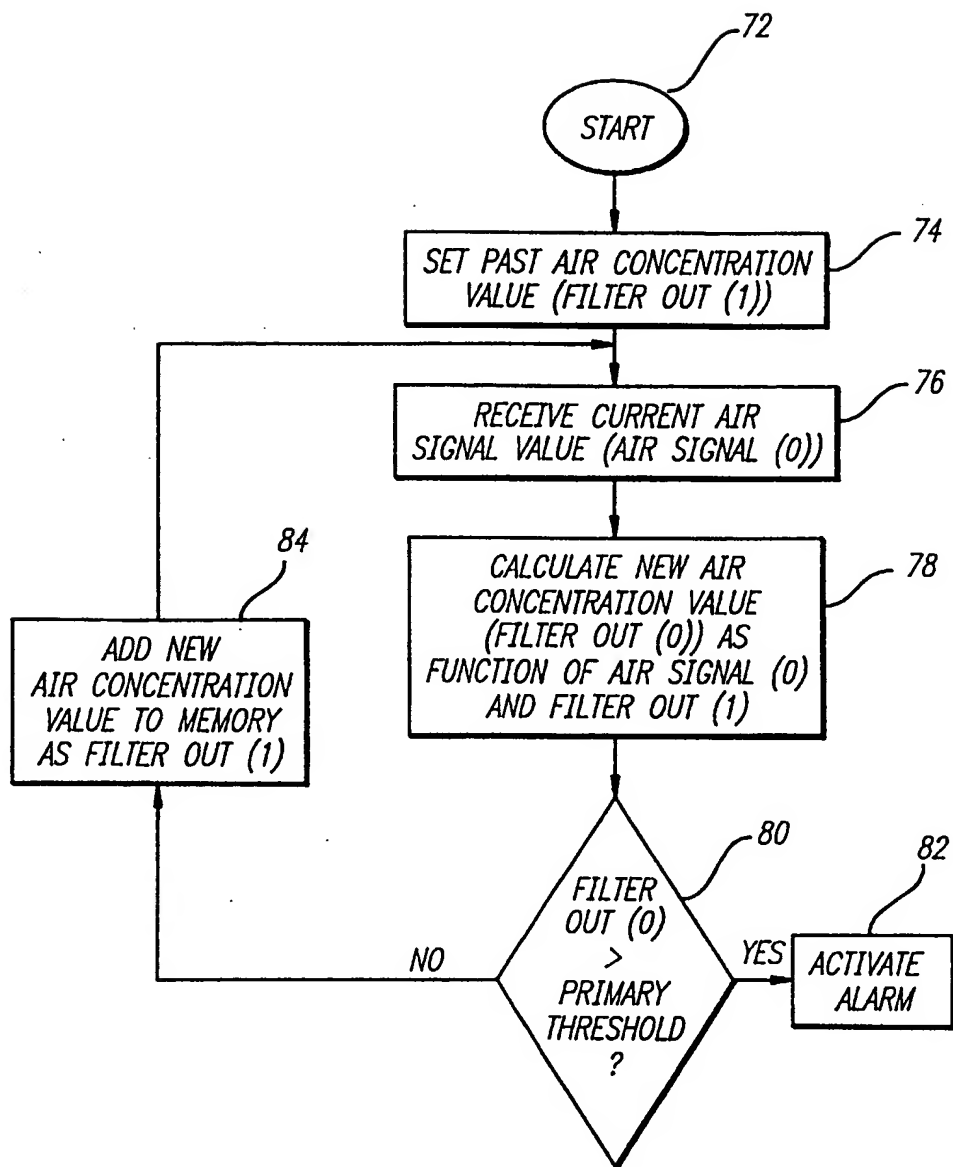 72
START
74
SET PAST AIR CONCENTRATION
VALUE (FILTER OUT (1))
76
RECEIVE CURRENT AIR
SIGNAL VALUE (AIR SIGNAL (0))
78
CALCULATE NEW AIR
CONCENTRATION VALUE
(FILTER OUT (0)) AS
FUNCTION OF AIR SIGNAL (0)
AND FILTER OUT (1)
84
ADD NEW
AIR CONCENTRATION
VALUE TO MEMORY
AS FILTER OUT (1)
80
FILTER
OUT (0)
>
PRIMARY
THRESHOLD
?
NO
YES
82
ACTIVATE
ALARM